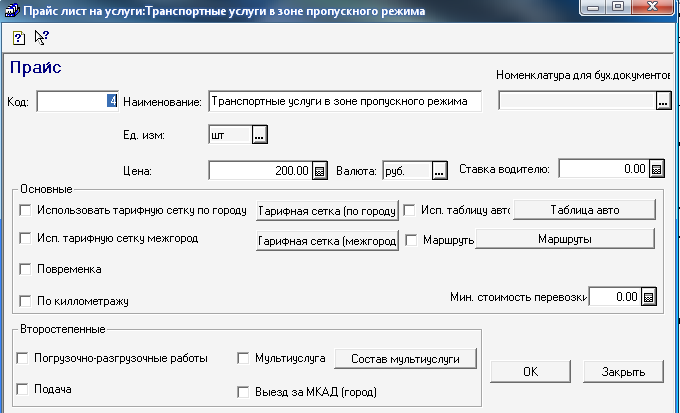 Прайс лист на услуги:Транспортные услуги в зоне пропускного режима
Прайс
Номенклатура для бух.документов
Код: 4 Наименование: Транспортные услуги в зоне пропускного режима ...
Ед. изм: шт ...
Цена: 200.00 Валюта: руб. ... Ставка водителю: 0.00
Основные
Использовать тарифную сетку по городу Тарифная сетка (по городу Исп. таблицу авто Таблица авто
Исп. тарифную сетку межгород Тарифная сетка (межгород Маршруть Маршруты
Повременка
По киллометражу Мин. стоимость перевозки 0.00
Второстепенные
Погрузочно-разгрузочные работы Мультиуслуга Состав мультиуслуги OK Закрыть
Подача Выезд за МКАД (город)